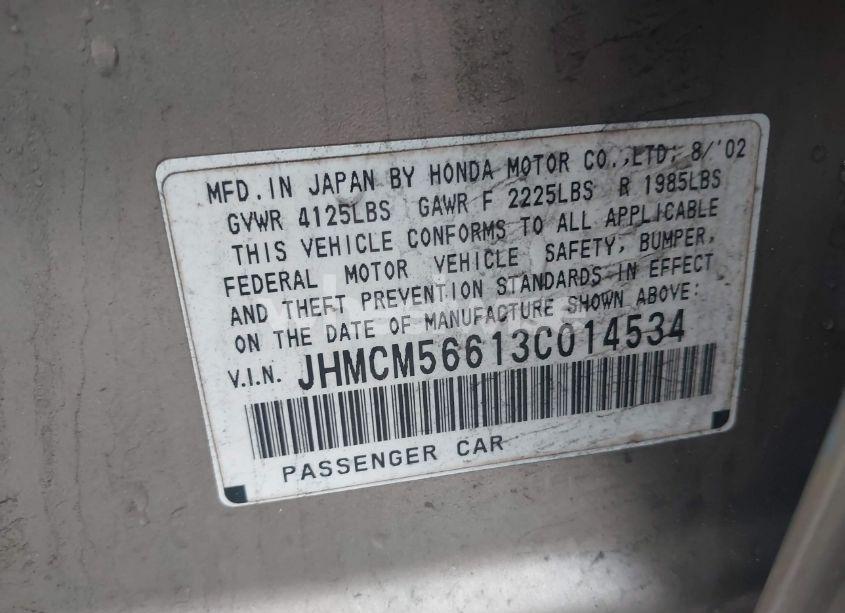 MFD. IN JAPAN BY HONDA MOTOR CO., LTD. 8/'02
GVWR 4125LBS GAWR F 2225LBS R 1985LBS
THIS VEHICLE CONFORMS TO ALL APPLICABLE
FEDERAL MOTOR VEHICLE SAFETY, BUMPER,
AND THEFT PREVENTION STANDARDS IN EFFECT
ON THE DATE OF MANUFACTURE SHOWN ABOVE:
V.I.N. JHMCM56613C014534
PASSENGER CAR